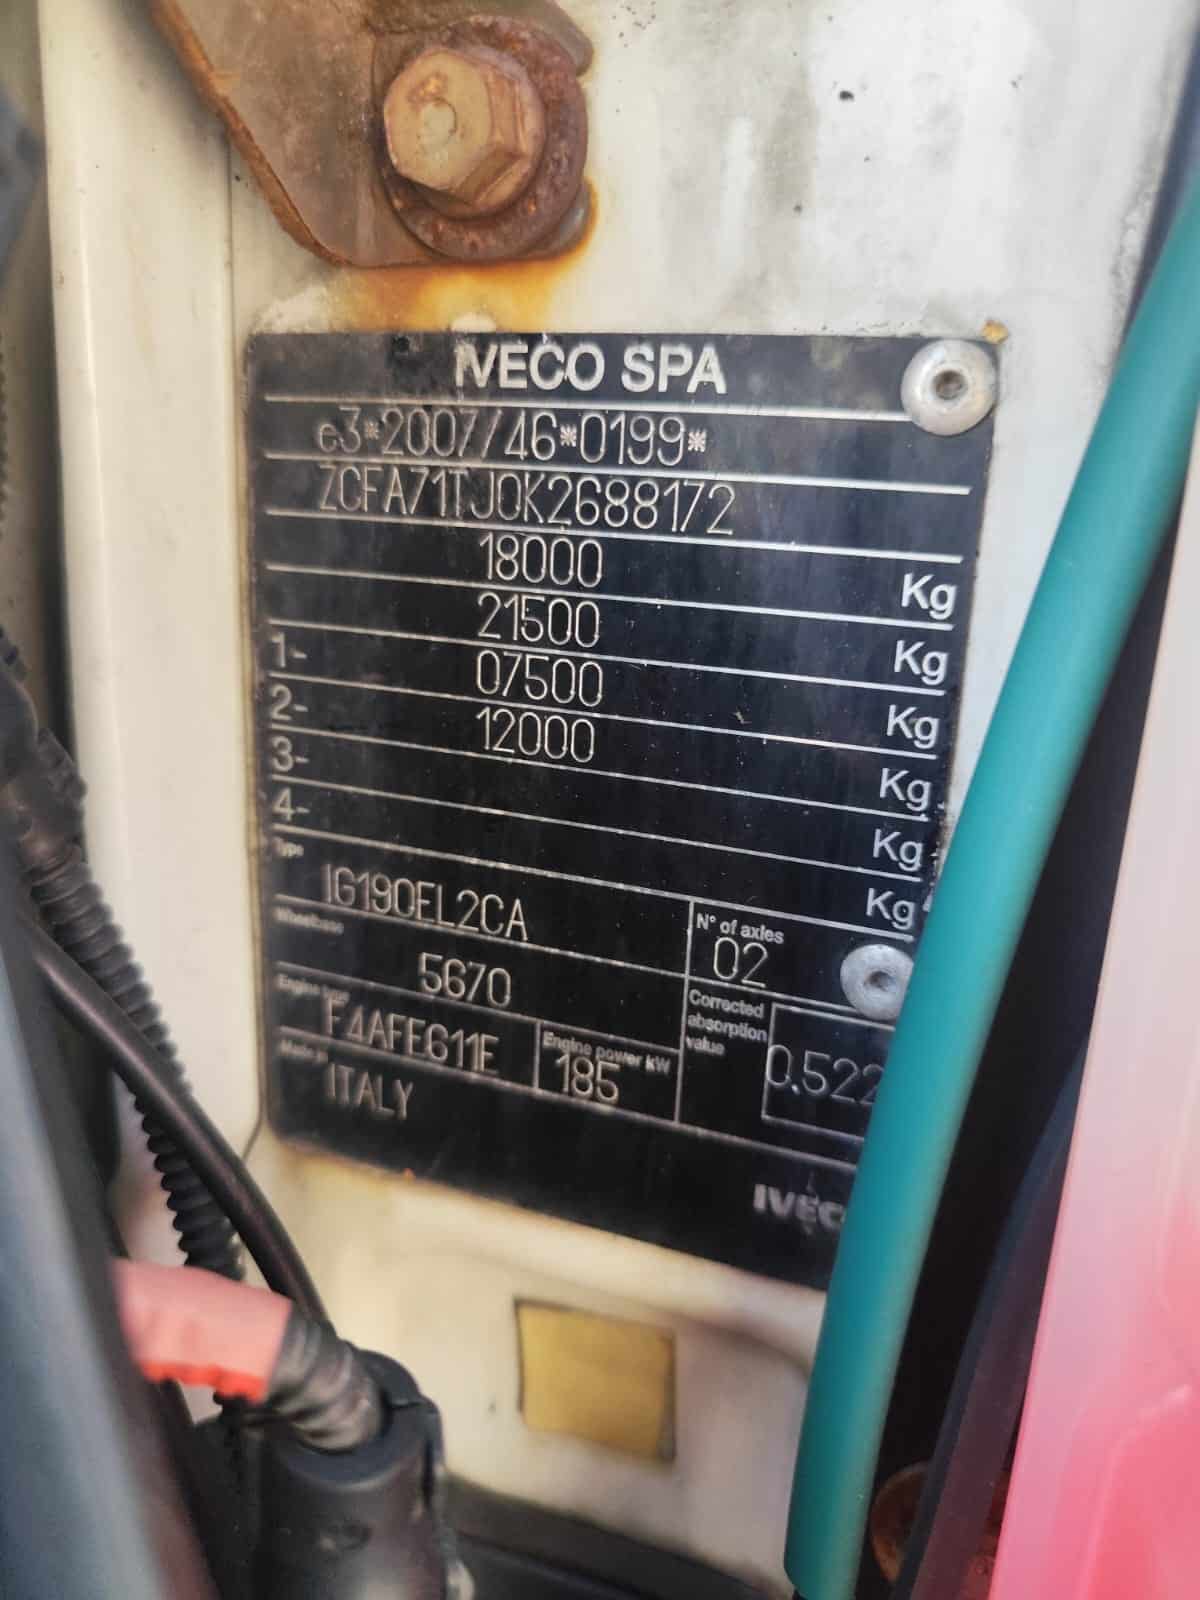 IVECO SPA
e3*2007/46*0199*
ZCFA71TJ0K2688172
18000 Kg
21500 Kg
1- 07500 Kg
2- 12000 Kg
3- Kg
4- Kg
Type
IG190EL2CA
N° of axles
02
Wheelbase
5670
Corrected
absorption
value
0.522
Engine type
F4AFE611E
Engine power kW
185
Made in
ITALY
IVECO